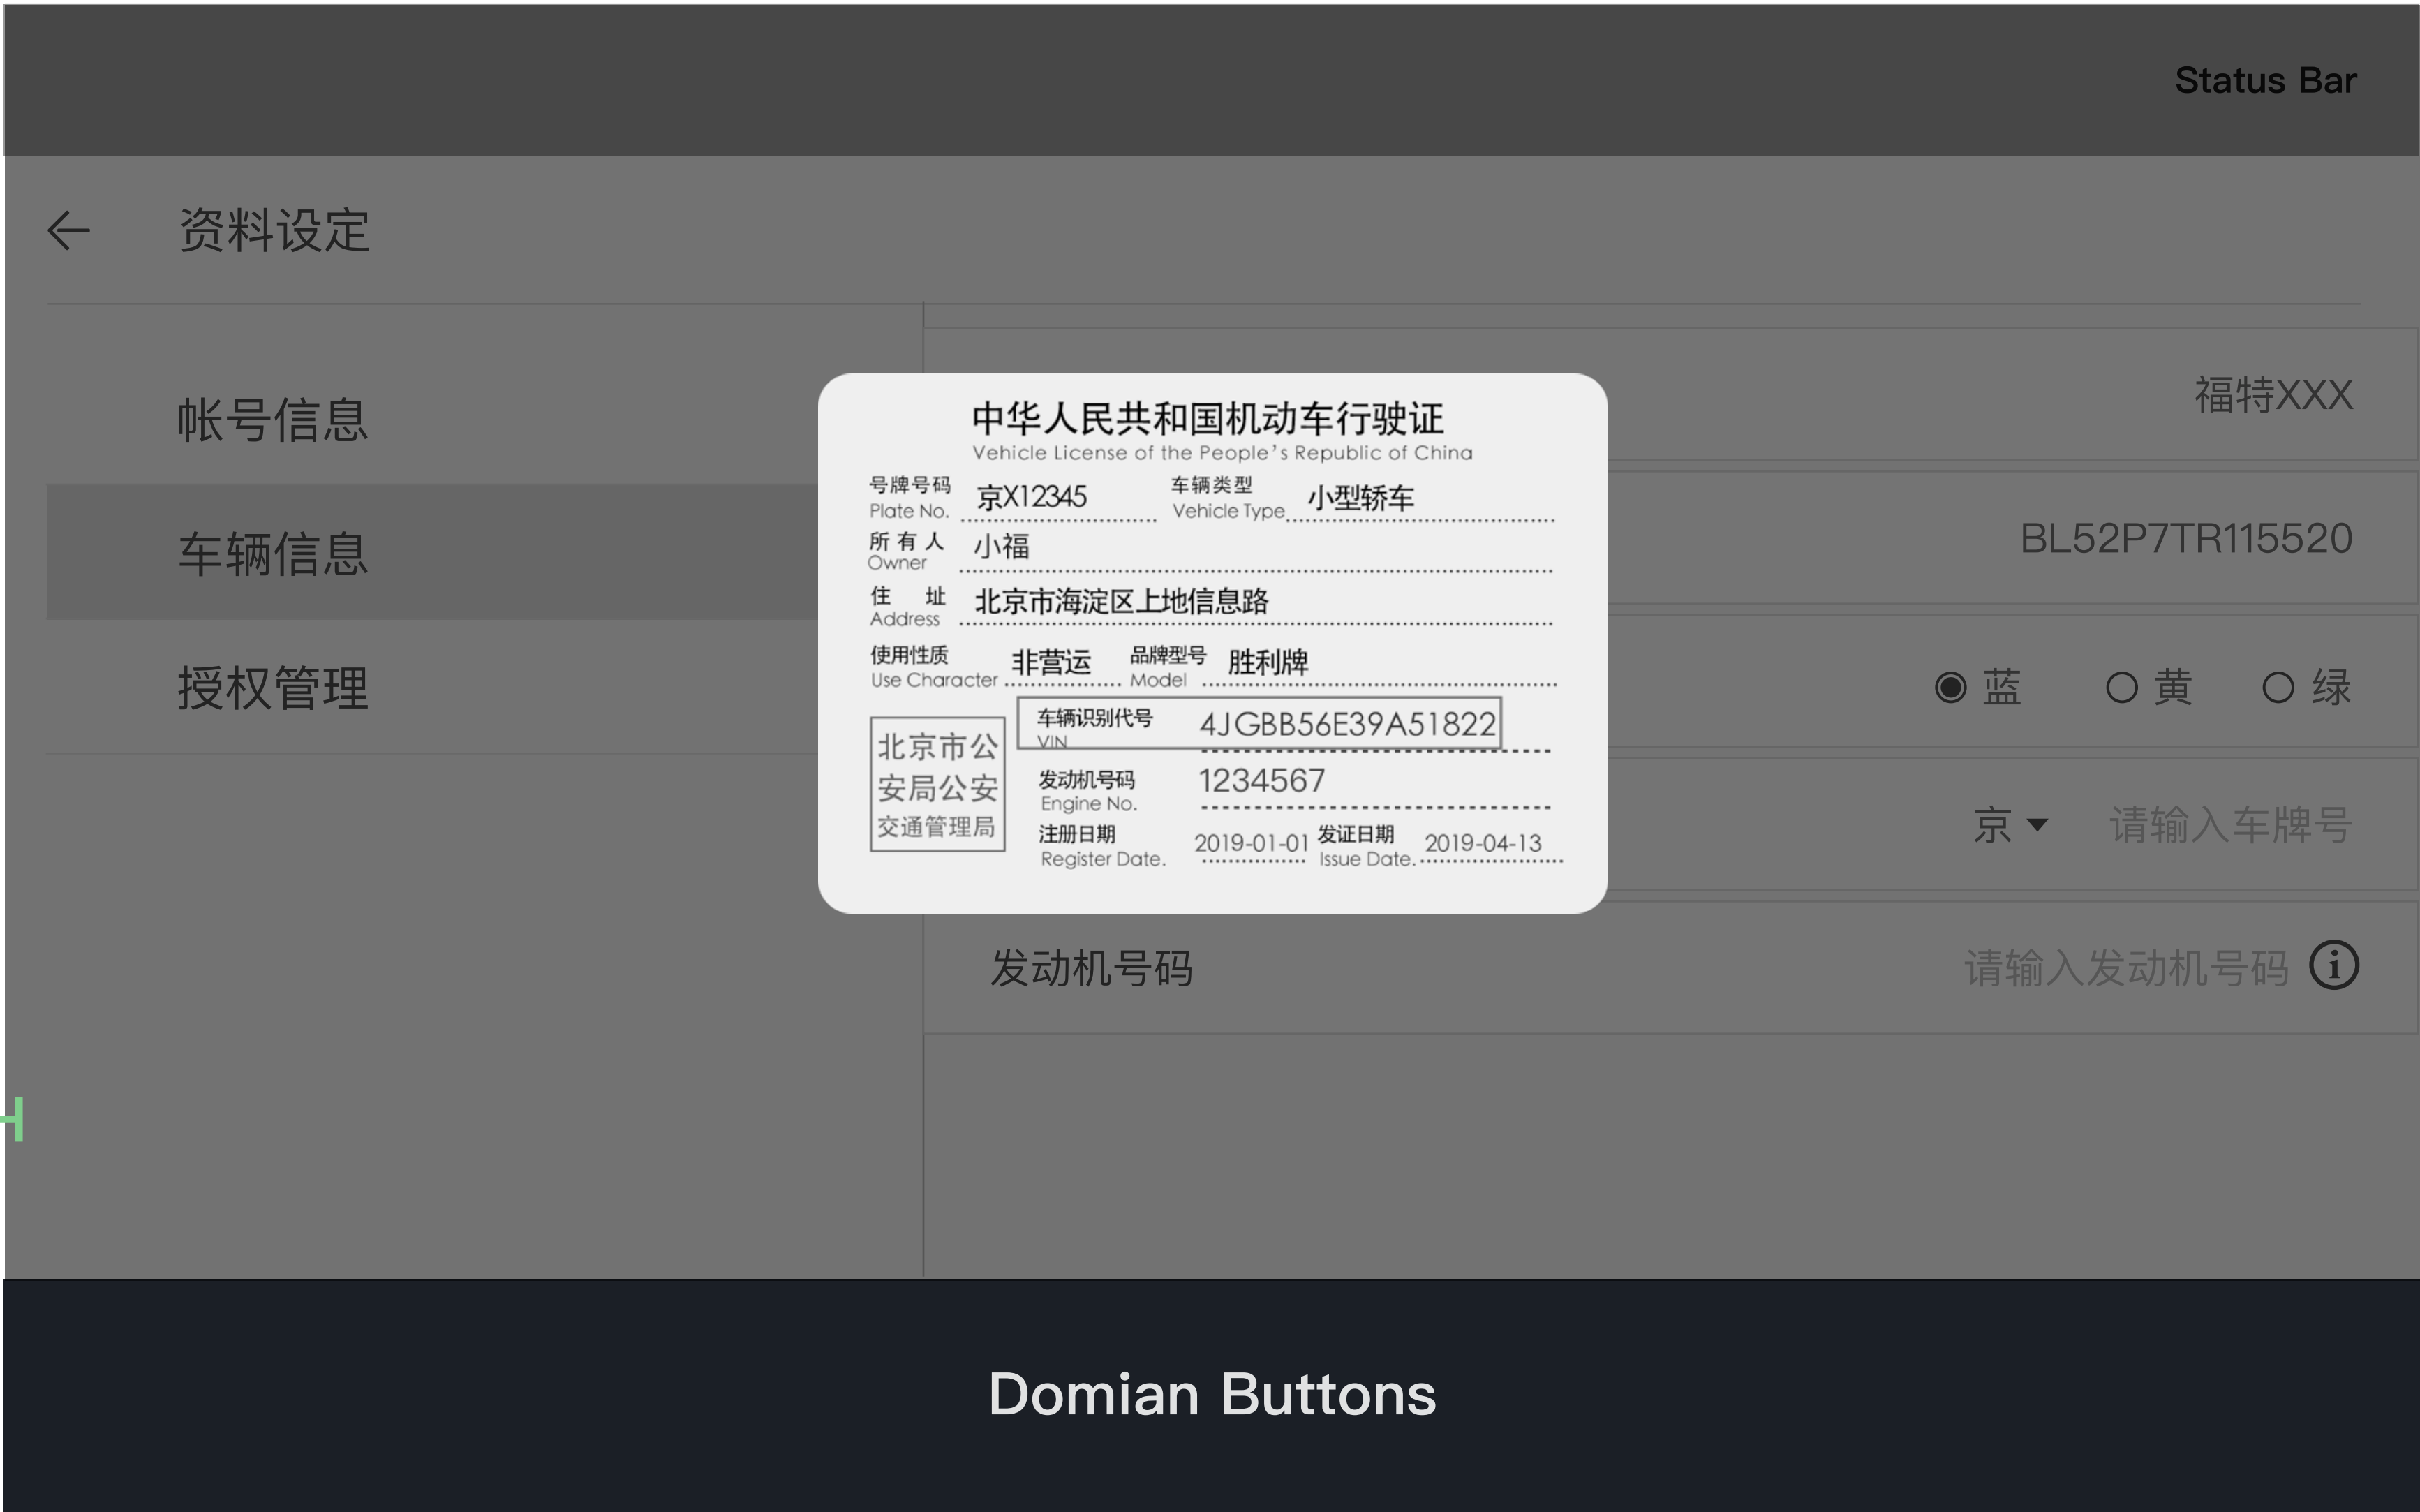 Status Bar
资料设定
帐号信息
车辆信息
授权管理
福特XXX
BL52P7TR115520
蓝 黄 绿
京 请输入车牌号
发动机号码 请输入发动机号码
中华人民共和国机动车行驶证
Vehicle License of the People's Republic of China
号牌号码 京X12345 车辆类型 小型轿车
Plate No. Vehicle Type
所有人 小福
Owner
住 址 北京市海淀区上地信息路
Address
使用性质 非营运 品牌型号 胜利牌
Use Character Model
车辆识别代号 4JGBB56E39A51822
VIN
北京市公
安局公安
交通管理局
发动机号码 1234567
Engine No.
注册日期 2019-01-01 发证日期 2019-04-13
Register Date. Issue Date.
Domian Buttons